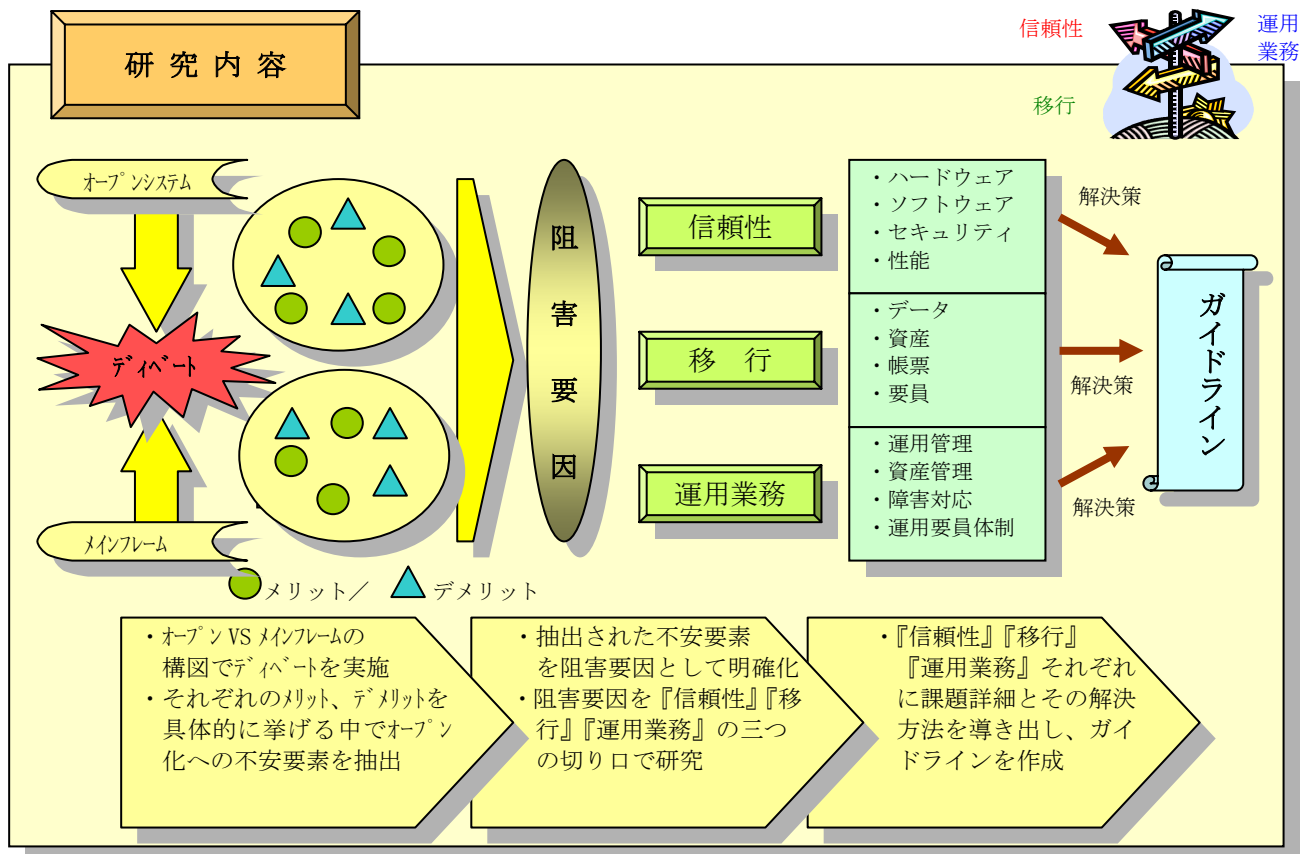 研究内容
信頼性
運用
業務
移行
オープンシステム
ディベート
メインフレーム
阻
害
要
因
信頼性
移　行
運用業務
・ハードウェア
・ソフトウェア
・セキュリティ
・性能
・データ
・資産
・帳票
・要員
・運用管理
・資産管理
・障害対応
・運用要員体制
解決策
解決策
解決策
ガイドライン
メリット／　デメリット
・オープン VS メインフレームの
構図でディベートを実施
・それぞれのメリット、デメリットを
具体的に挙げる中でオープン
化への不安要素を抽出
・抽出された不安要素
を阻害要因として明確化
・阻害要因を『信頼性』『移
行』『運用業務』の三つ
の切り口で研究
・『信頼性』『移行』
『運用業務』それぞれ
に課題詳細とその解決
方法を導き出し、ガイ
ドラインを作成